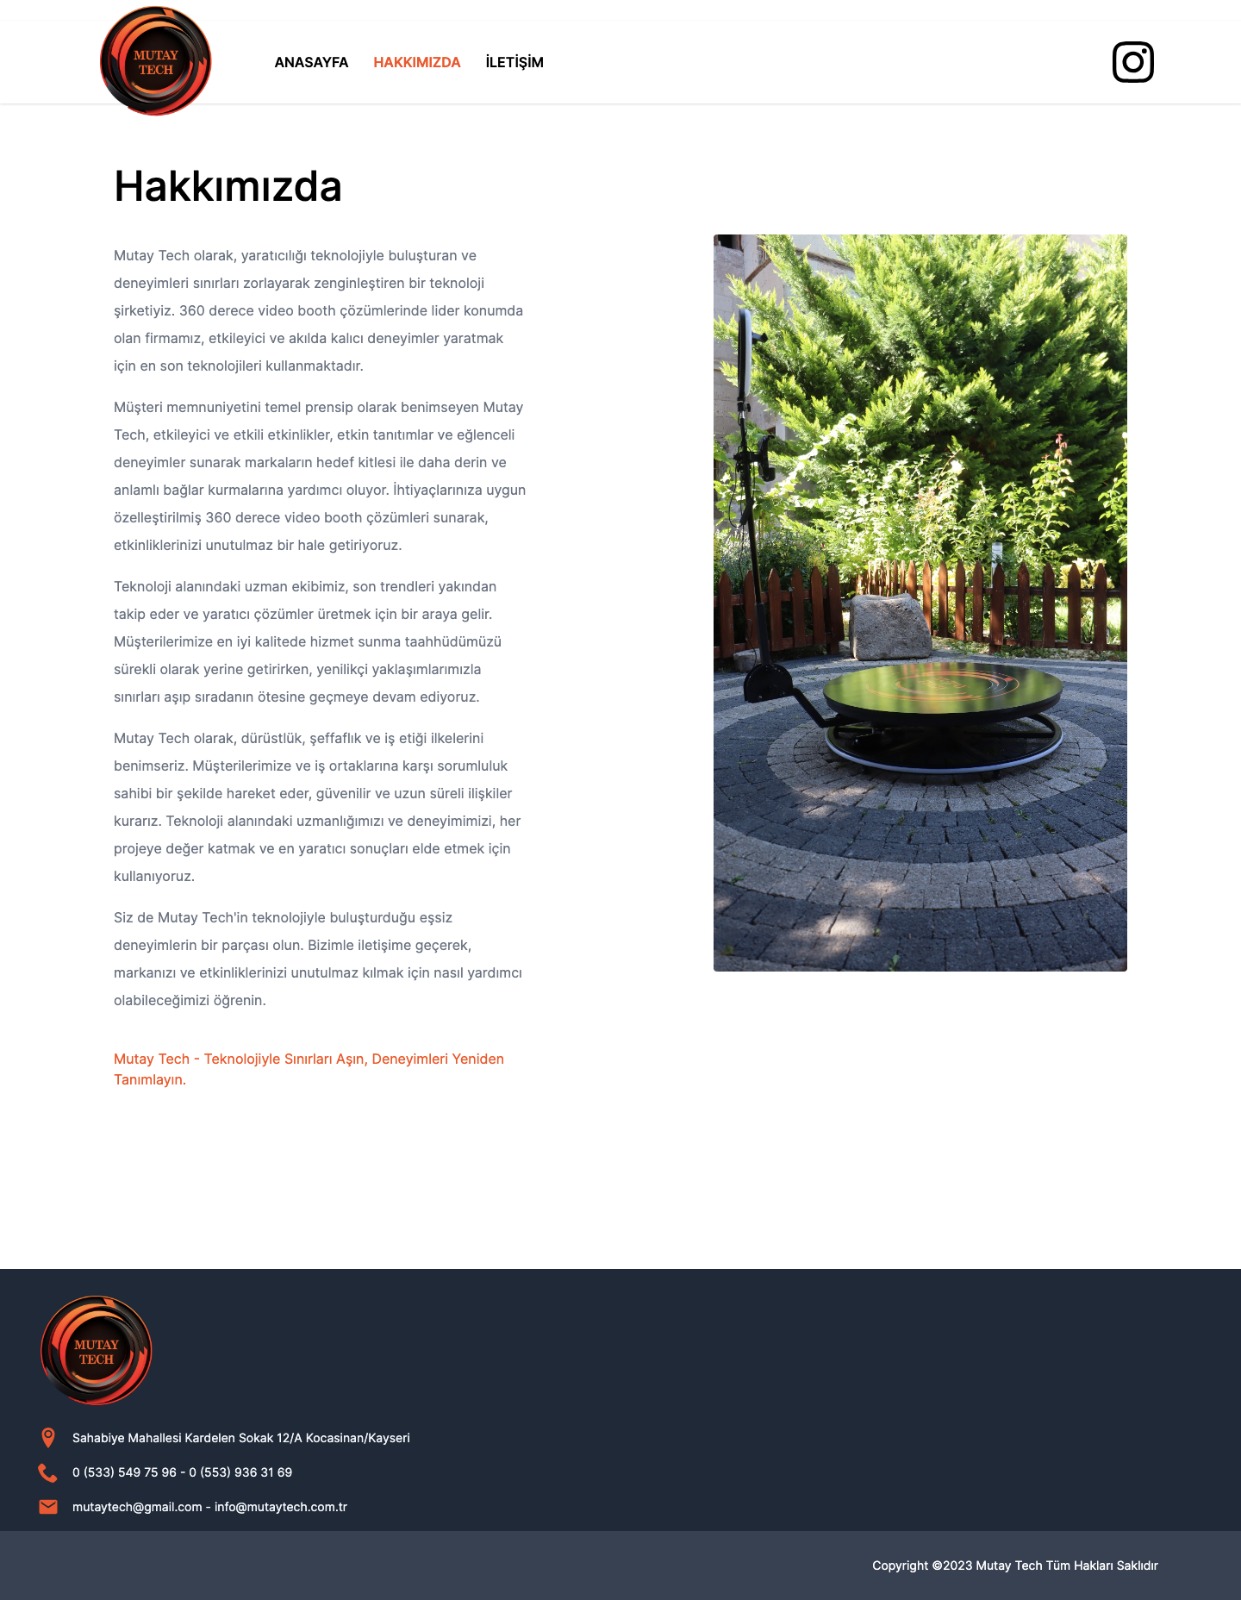 MUTAY
TECH
ANASAYFA HAKKIMIZDA İLETİŞİM
Hakkımızda
Mutay Tech olarak, yaratıcılığı teknolojiyle buluşturan ve
deneyimleri sınırları zorlayarak zenginleştiren bir teknoloji
şirketiyiz. 360 derece video booth çözümlerinde lider konumda
olan firmamız, etkileyici ve akılda kalıcı deneyimler yaratmak
için en son teknolojileri kullanmaktadır.
Müşteri memnuniyetini temel prensip olarak benimseyen Mutay
Tech, etkileyici ve etkili etkinlikler, etkin tanıtımlar ve eğlenceli
deneyimler sunarak markaların hedef kitlesi ile daha derin ve
anlamlı bağlar kurmalarına yardımcı oluyor. İhtiyaçlarınıza uygun
özelleştirilmiş 360 derece video booth çözümleri sunarak,
etkinliklerinizi unutulmaz bir hale getiriyoruz.
Teknoloji alanındaki uzman ekibimiz, son trendleri yakından
takip eder ve yaratıcı çözümler üretmek için bir araya gelir.
Müşterilerimize en iyi kalitede hizmet sunma taahhüdümüzü
sürekli olarak yerine getirirken, yenilikçi yaklaşımlarımızla
sınırları aşıp sıradanın ötesine geçmeye devam ediyoruz.
Mutay Tech olarak, dürüstlük, şeffaflık ve iş etiği ilkelerini
benimseriz. Müşterilerimize ve iş ortaklarına karşı sorumluluk
sahibi bir şekilde hareket eder, güvenilir ve uzun süreli ilişkiler
kurarız. Teknoloji alanındaki uzmanlığımızı ve deneyimimizi, her
projeye değer katmak ve en yaratıcı sonuçları elde etmek için
kullanıyoruz.
Siz de Mutay Tech'in teknolojiyle buluşturduğu eşsiz
deneyimlerin bir parçası olun. Bizimle iletişime geçerek,
markanızı ve etkinliklerinizi unutulmaz kılmak için nasıl yardımcı
olabileceğimizi öğrenin.
Mutay Tech - Teknolojiyle Sınırları Aşın, Deneyimleri Yeniden
Tanımlayın.
MUTAY
TECH
Sahabiye Mahallesi Kardelen Sokak 12/A Kocasinan/Kayseri
0 (533) 549 75 96 - 0 (553) 936 31 69
mutaytech@gmail.com - info@mutaytech.com.tr
Copyright ©2023 Mutay Tech Tüm Hakları Saklıdır